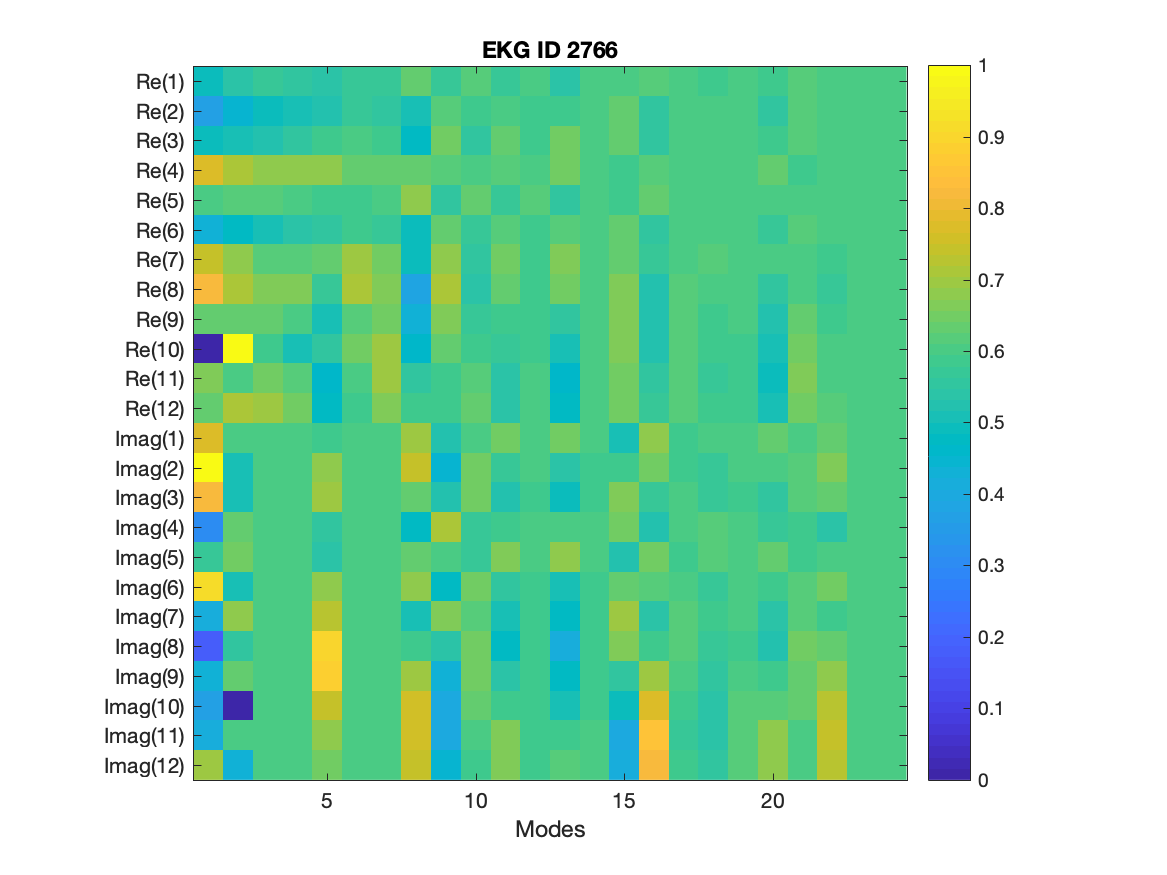 EKG ID 2766
Re(1)
Re(2)
Re(3)
Re(4)
Re(5)
Re(6)
Re(7)
Re(8)
Re(9)
Re(10)
Re(11)
Re(12)
Imag(1)
Imag(2)
Imag(3)
Imag(4)
Imag(5)
Imag(6)
Imag(7)
Imag(8)
Imag(9)
Imag(10)
Imag(11)
Imag(12)
5 10 15 20
Modes
1
0.9
0.8
0.7
0.6
0.5
0.4
0.3
0.2
0.1
0